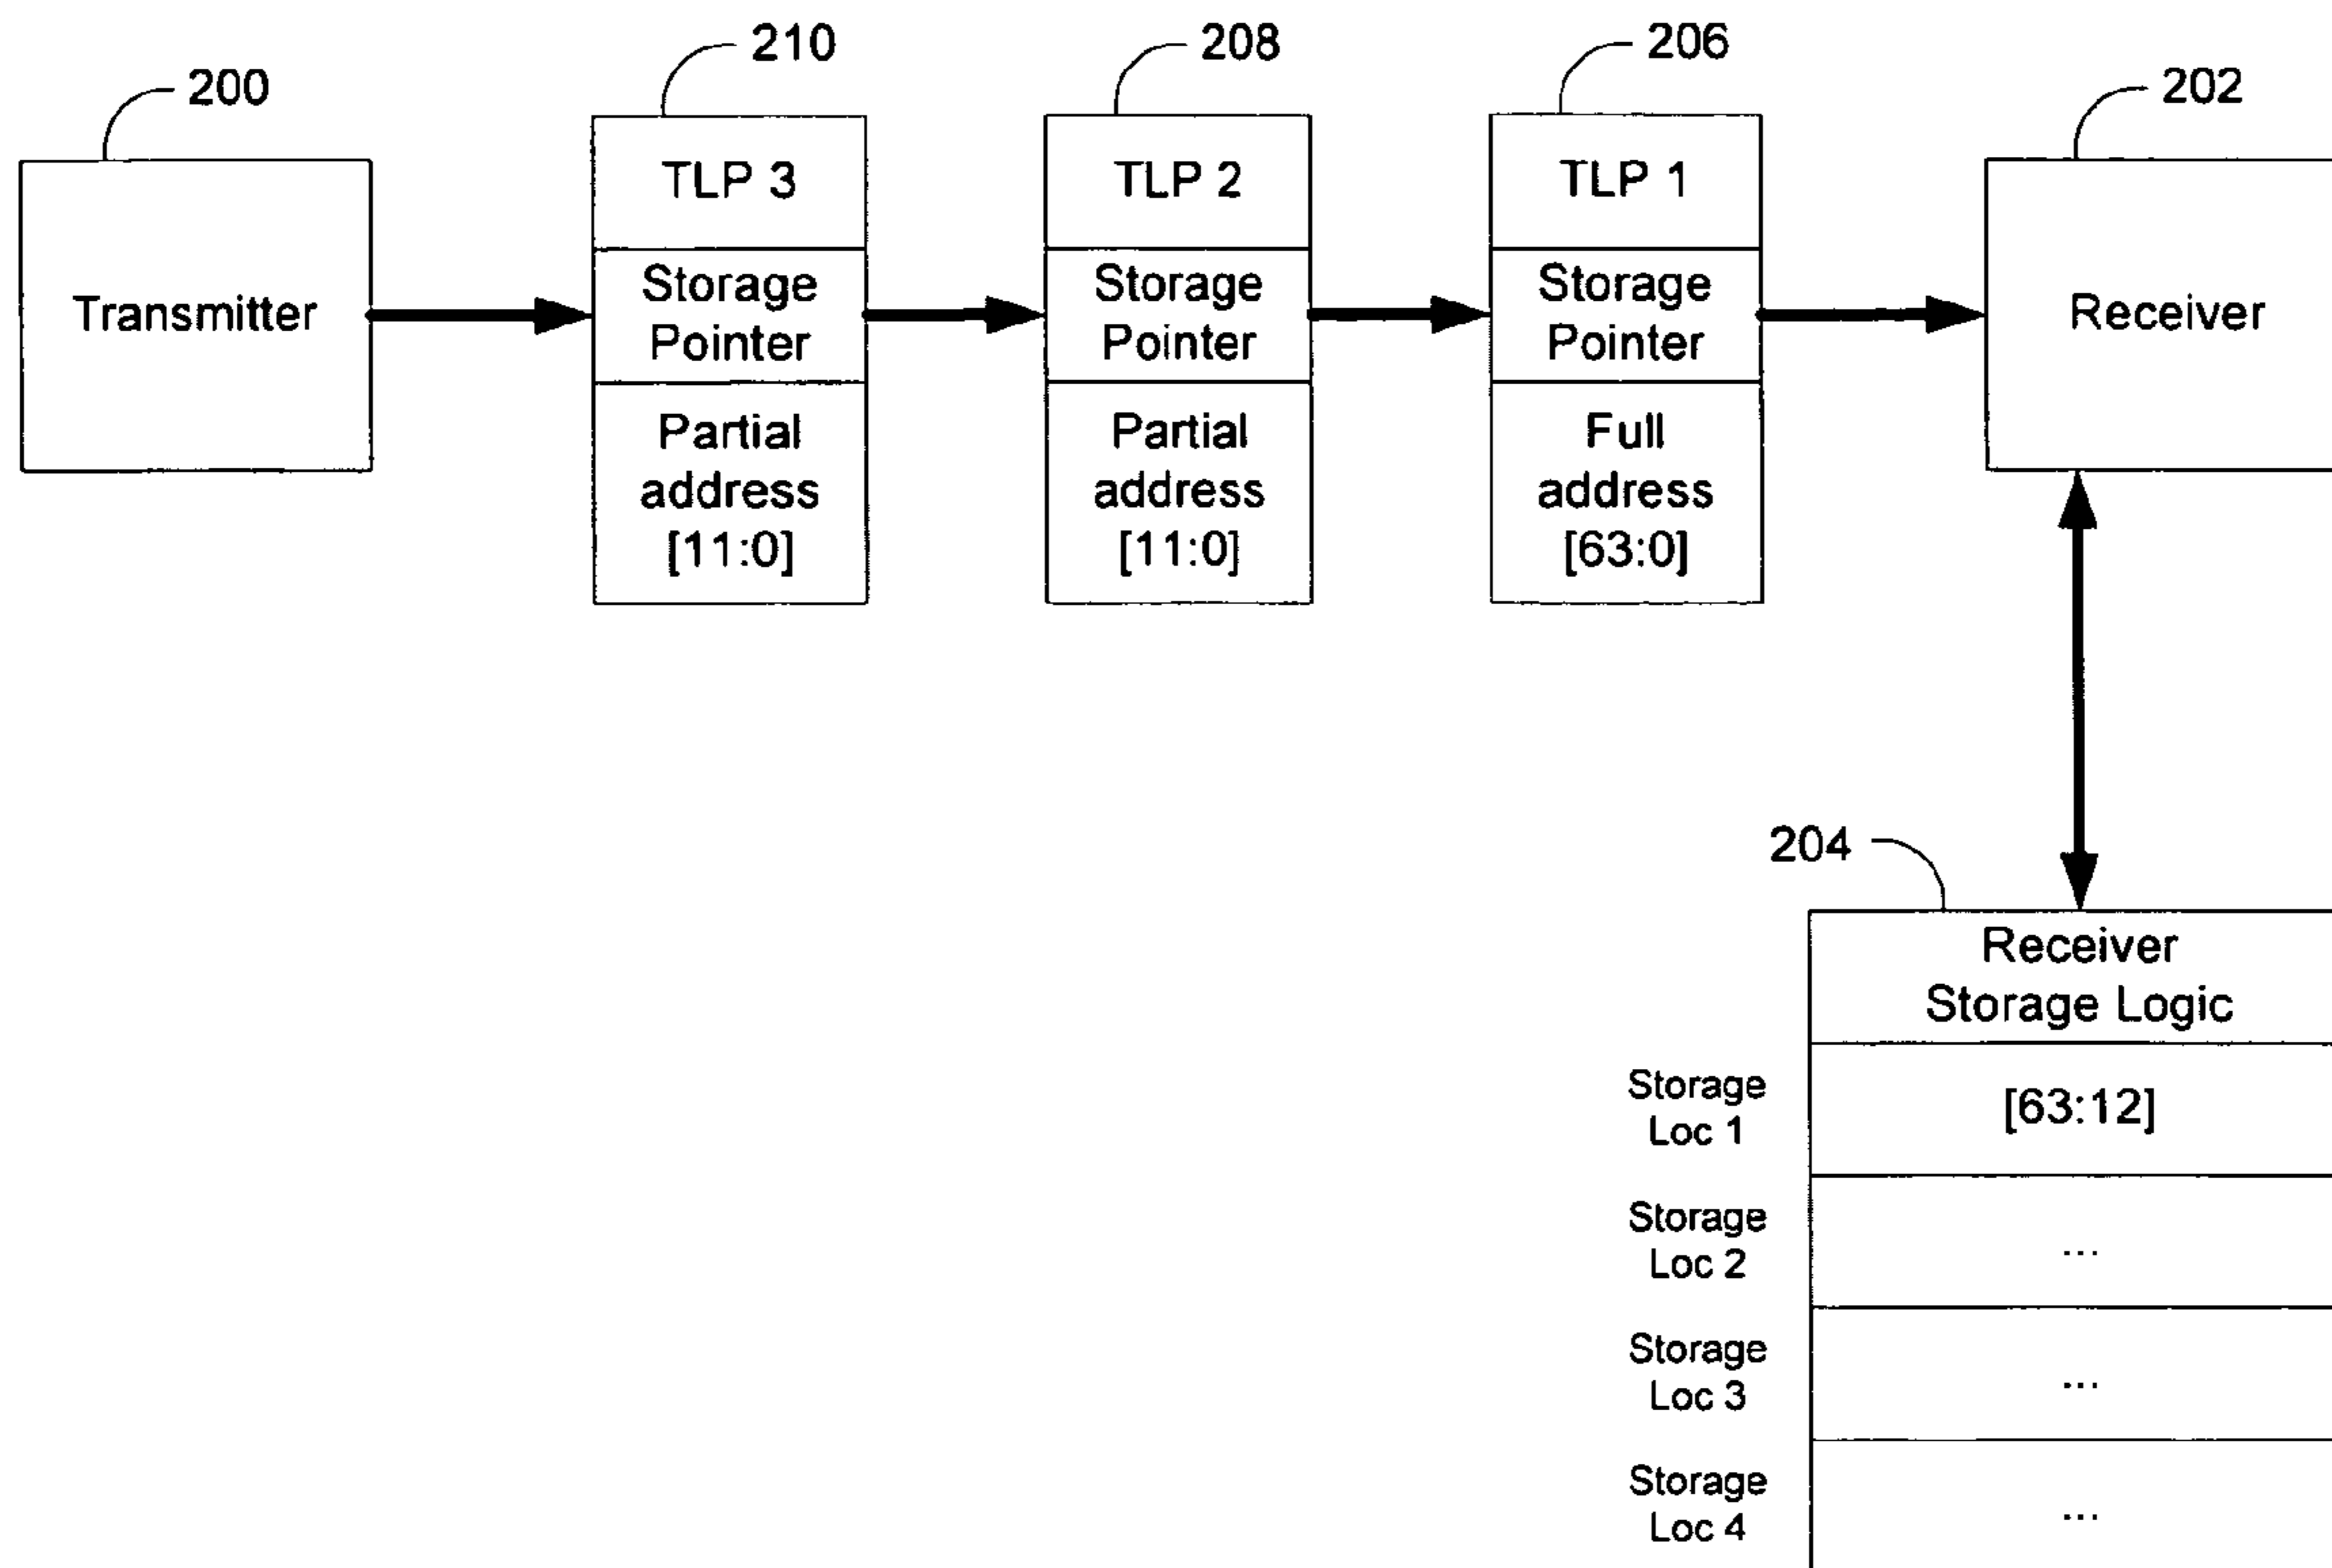 210
208
206
200
202
TLP 3
TLP 2
TLP 1
Transmitter
Storage
Pointer
Storage
Pointer
Storage
Pointer
Receiver
Partial
address
[11:0]
Partial
address
[11:0]
Full
address
[63:0]
204
Receiver
Storage Logic
Storage
Loc 1
[63:12]
Storage
Loc 2
...
Storage
Loc 3
...
Storage
Loc 4
...